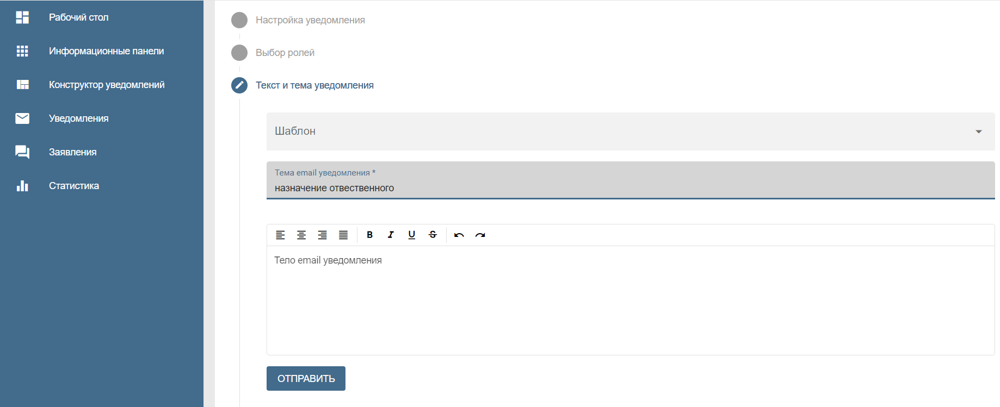 Рабочий стол
Информационные панели
Конструктор уведомлений
Уведомления
Заявления
Статистика
Настройка уведомления
Выбор ролей
Текст и тема уведомления
Шаблон
Тема email уведомления *
назначение отвественного
B I U S
Тело email уведомления
ОТПРАВИТЬ